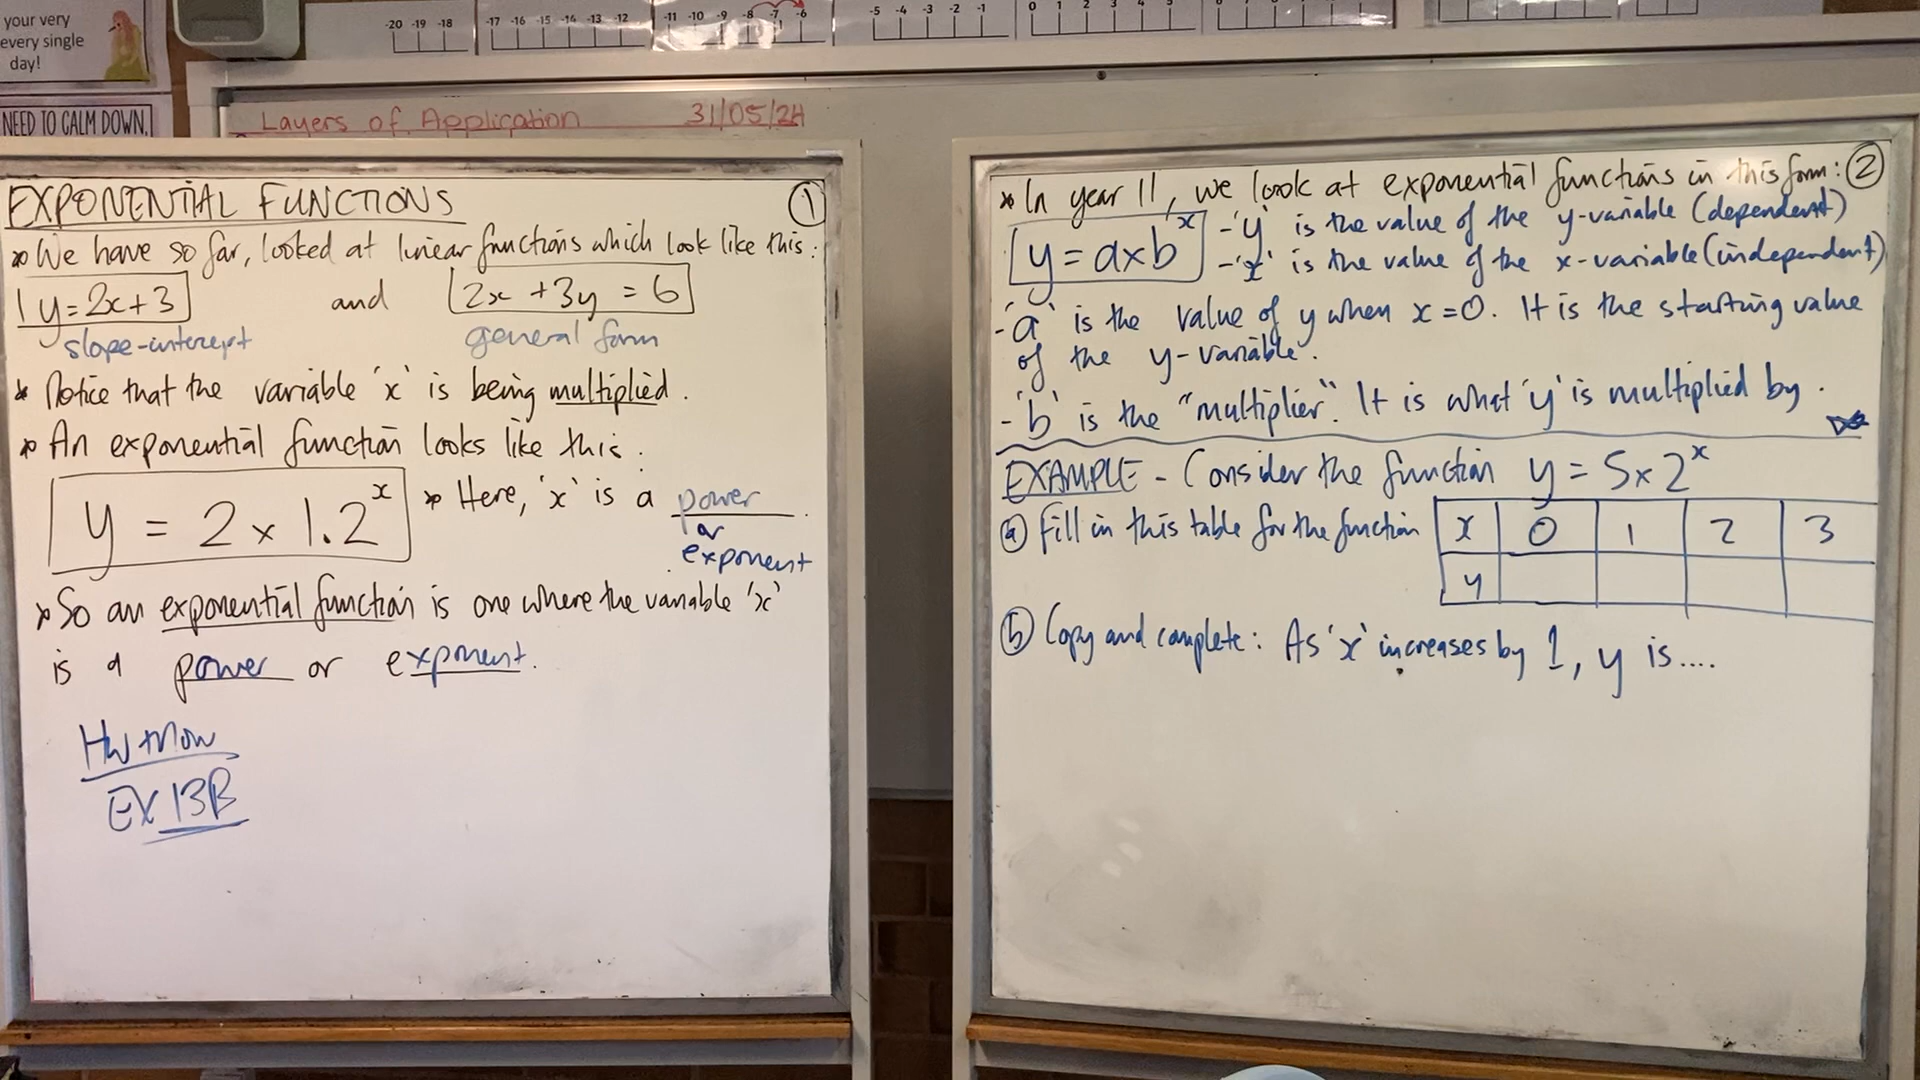 your very
every single
day!
NEED TO CALM DOWN.
-20 -19 -18 -17 -16 -15 -14 -13 -12 -11 -10 -9 -8 -7 -6 -5 -4 -3 -2 -1 0 1 2 3 4 5
Layers of Application 31/05/24
EXPONENTIAL FUNCTIONS ①
* We have so far, looked at linear functions which look like this:
y=2x+3 and 2x+3y=6
slope-intercept general form
* Notice that the variable 'x' is being multiplied.
* An exponential function looks like this:
y = 2 × 1.2ˣ * Here, 'x' is a power
or
exponent
* So an exponential function is one where the variable 'x'
is a power or exponent.
HW
EX 13B
* In year 11, we look at exponential functions in this form: ②
y = a×bˣ - 'y' is the value of the y-variable (dependent)
- 'x' is the value of the x-variable (independent)
- 'a' is the value of y when x=0. It is the starting value
of the y-variable.
- 'b' is the "multiplier". It is what 'y' is multiplied by.
EXAMPLE - Consider the function y = 5×2ˣ
ⓐ Fill in this table for the function x 0 1 2 3
y
ⓑ Copy and complete: As 'x' increases by 1, y is....